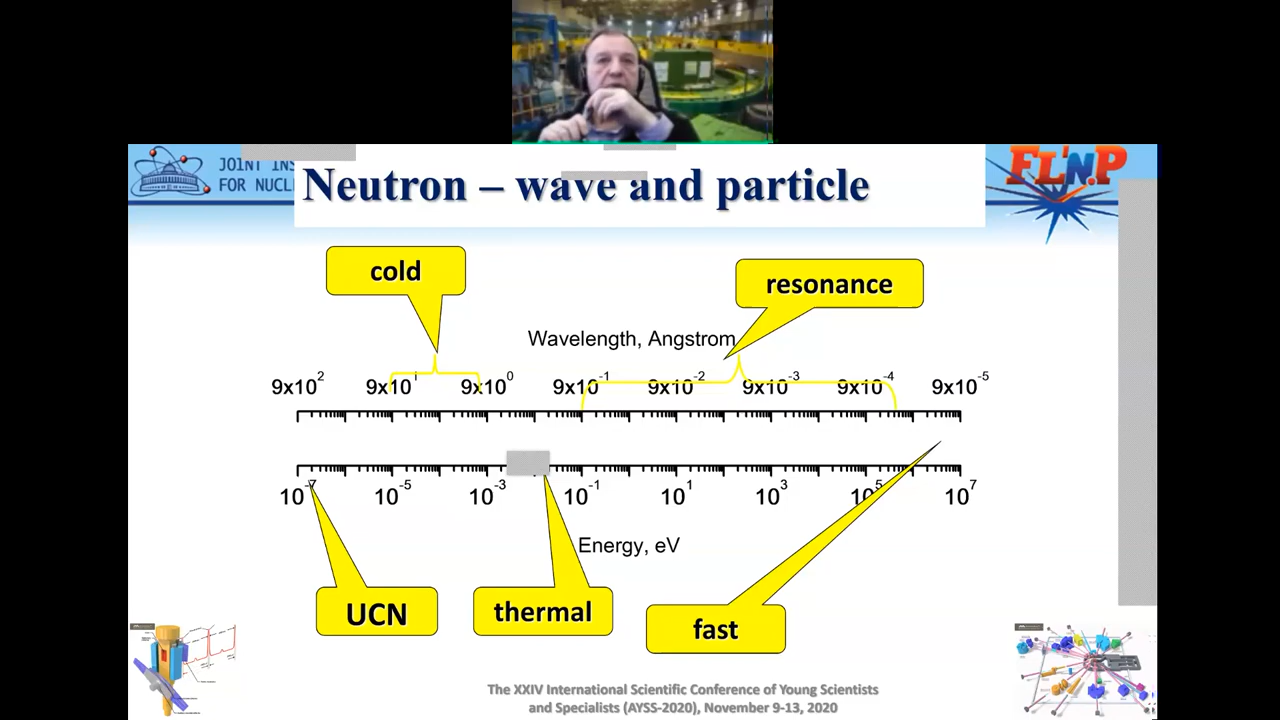 JOINT INS
FOR NUCL
Neutron – wave and particle
FLNP
cold
resonance
Wavelength, Angstrom
9x10² 9x10¹ 9x10⁰ 9x10⁻¹ 9x10⁻² 9x10⁻³ 9x10⁻⁴ 9x10⁻⁵
10⁻⁷ 10⁻⁵ 10⁻³ 10⁻¹ 10¹ 10³ 10⁵ 10⁷
Energy, eV
UCN
thermal
fast
The XXIV International Scientific Conference of Young Scientists
and Specialists (AYSS-2020), November 9-13, 2020